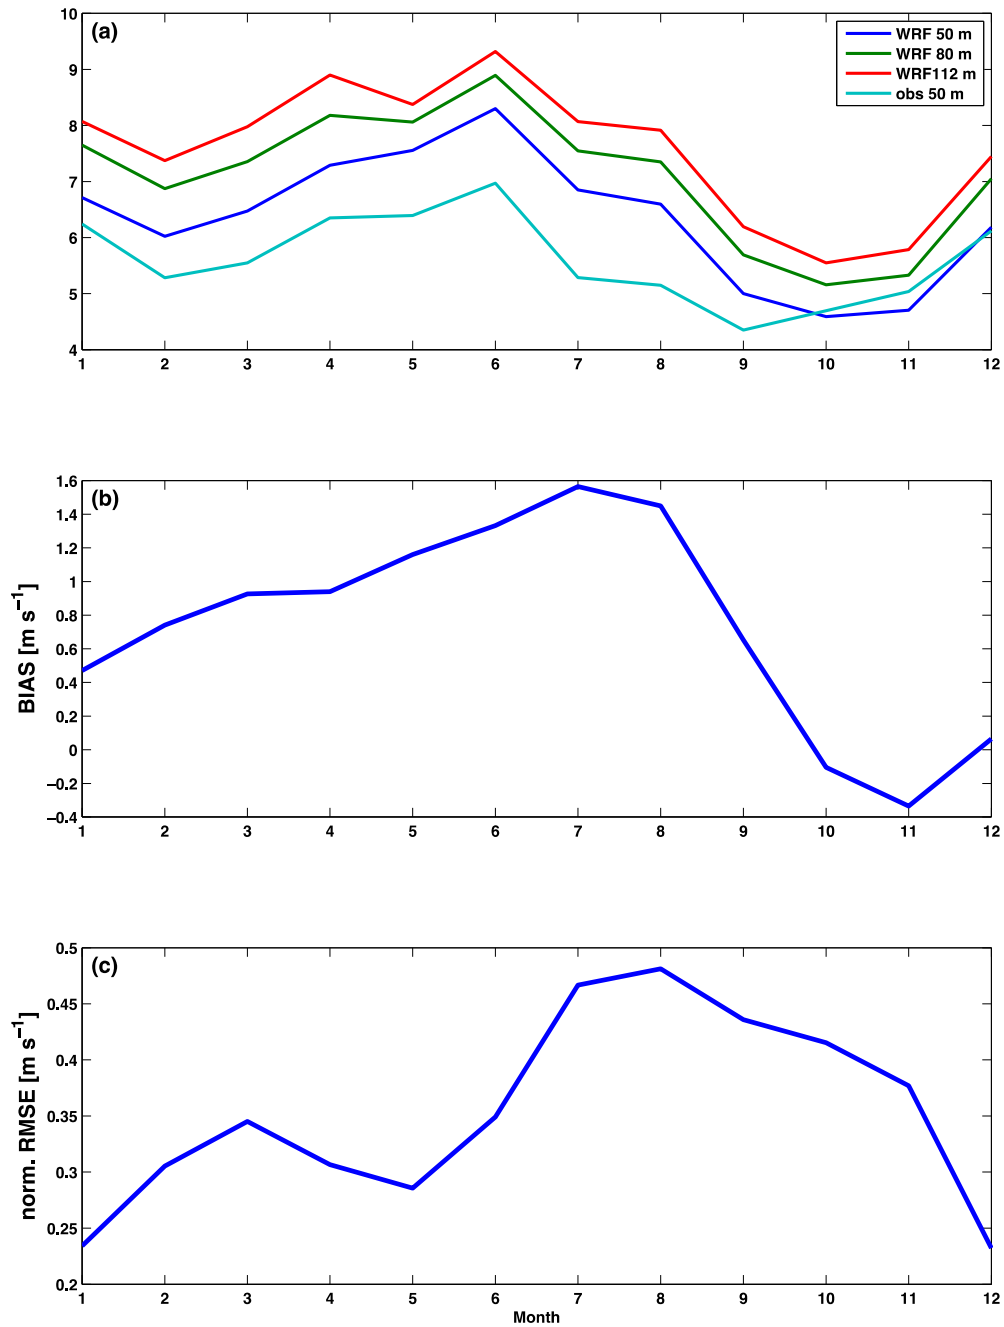 (a)
10
9
8
7
6
5
4
WRF 50 m
WRF 80 m
WRF112 m
obs 50 m
1 2 3 4 5 6 7 8 9 10 11 12
(b)
BIAS [m s−1]
1.6
1.4
1.2
1
0.8
0.6
0.4
0.2
0
−0.2
−0.4
1 2 3 4 5 6 7 8 9 10 11 12
(c)
norm. RMSE [m s−1]
0.5
0.45
0.4
0.35
0.3
0.25
0.2
1 2 3 4 5 6 7 8 9 10 11 12
Month